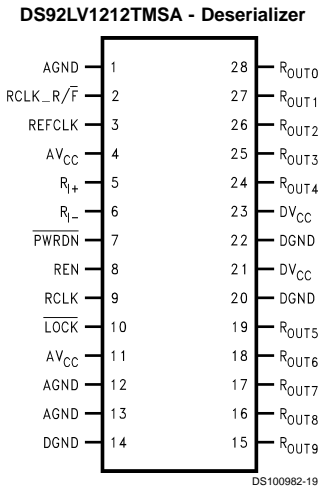 DS92LV1212TMSA - Deserializer
AGND 1 28 ROUT0
RCLK_R/F̅ 2 27 ROUT1
REFCLK 3 26 ROUT2
AVCC 4 25 ROUT3
RI+ 5 24 ROUT4
RI− 6 23 DVCC
P̅W̅R̅D̅N̅ 7 22 DGND
REN 8 21 DVCC
RCLK 9 20 DGND
L̅O̅C̅K̅ 10 19 ROUT5
AVCC 11 18 ROUT6
AGND 12 17 ROUT7
AGND 13 16 ROUT8
DGND 14 15 ROUT9
DS100982-19